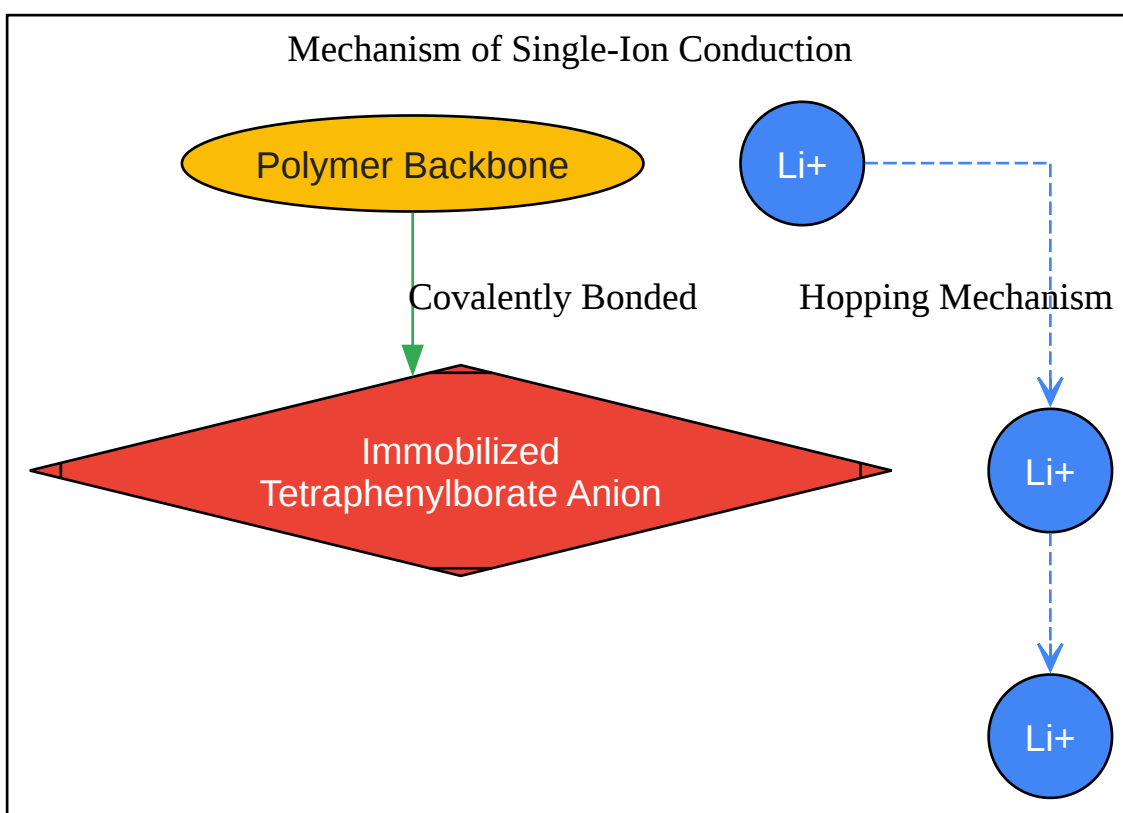 Mechanism of Single-Ion Conduction
Polymer Backbone
Li+
Covalently Bonded
Hopping Mechanism
Immobilized
Tetraphenylborate Anion
Li+
Li+